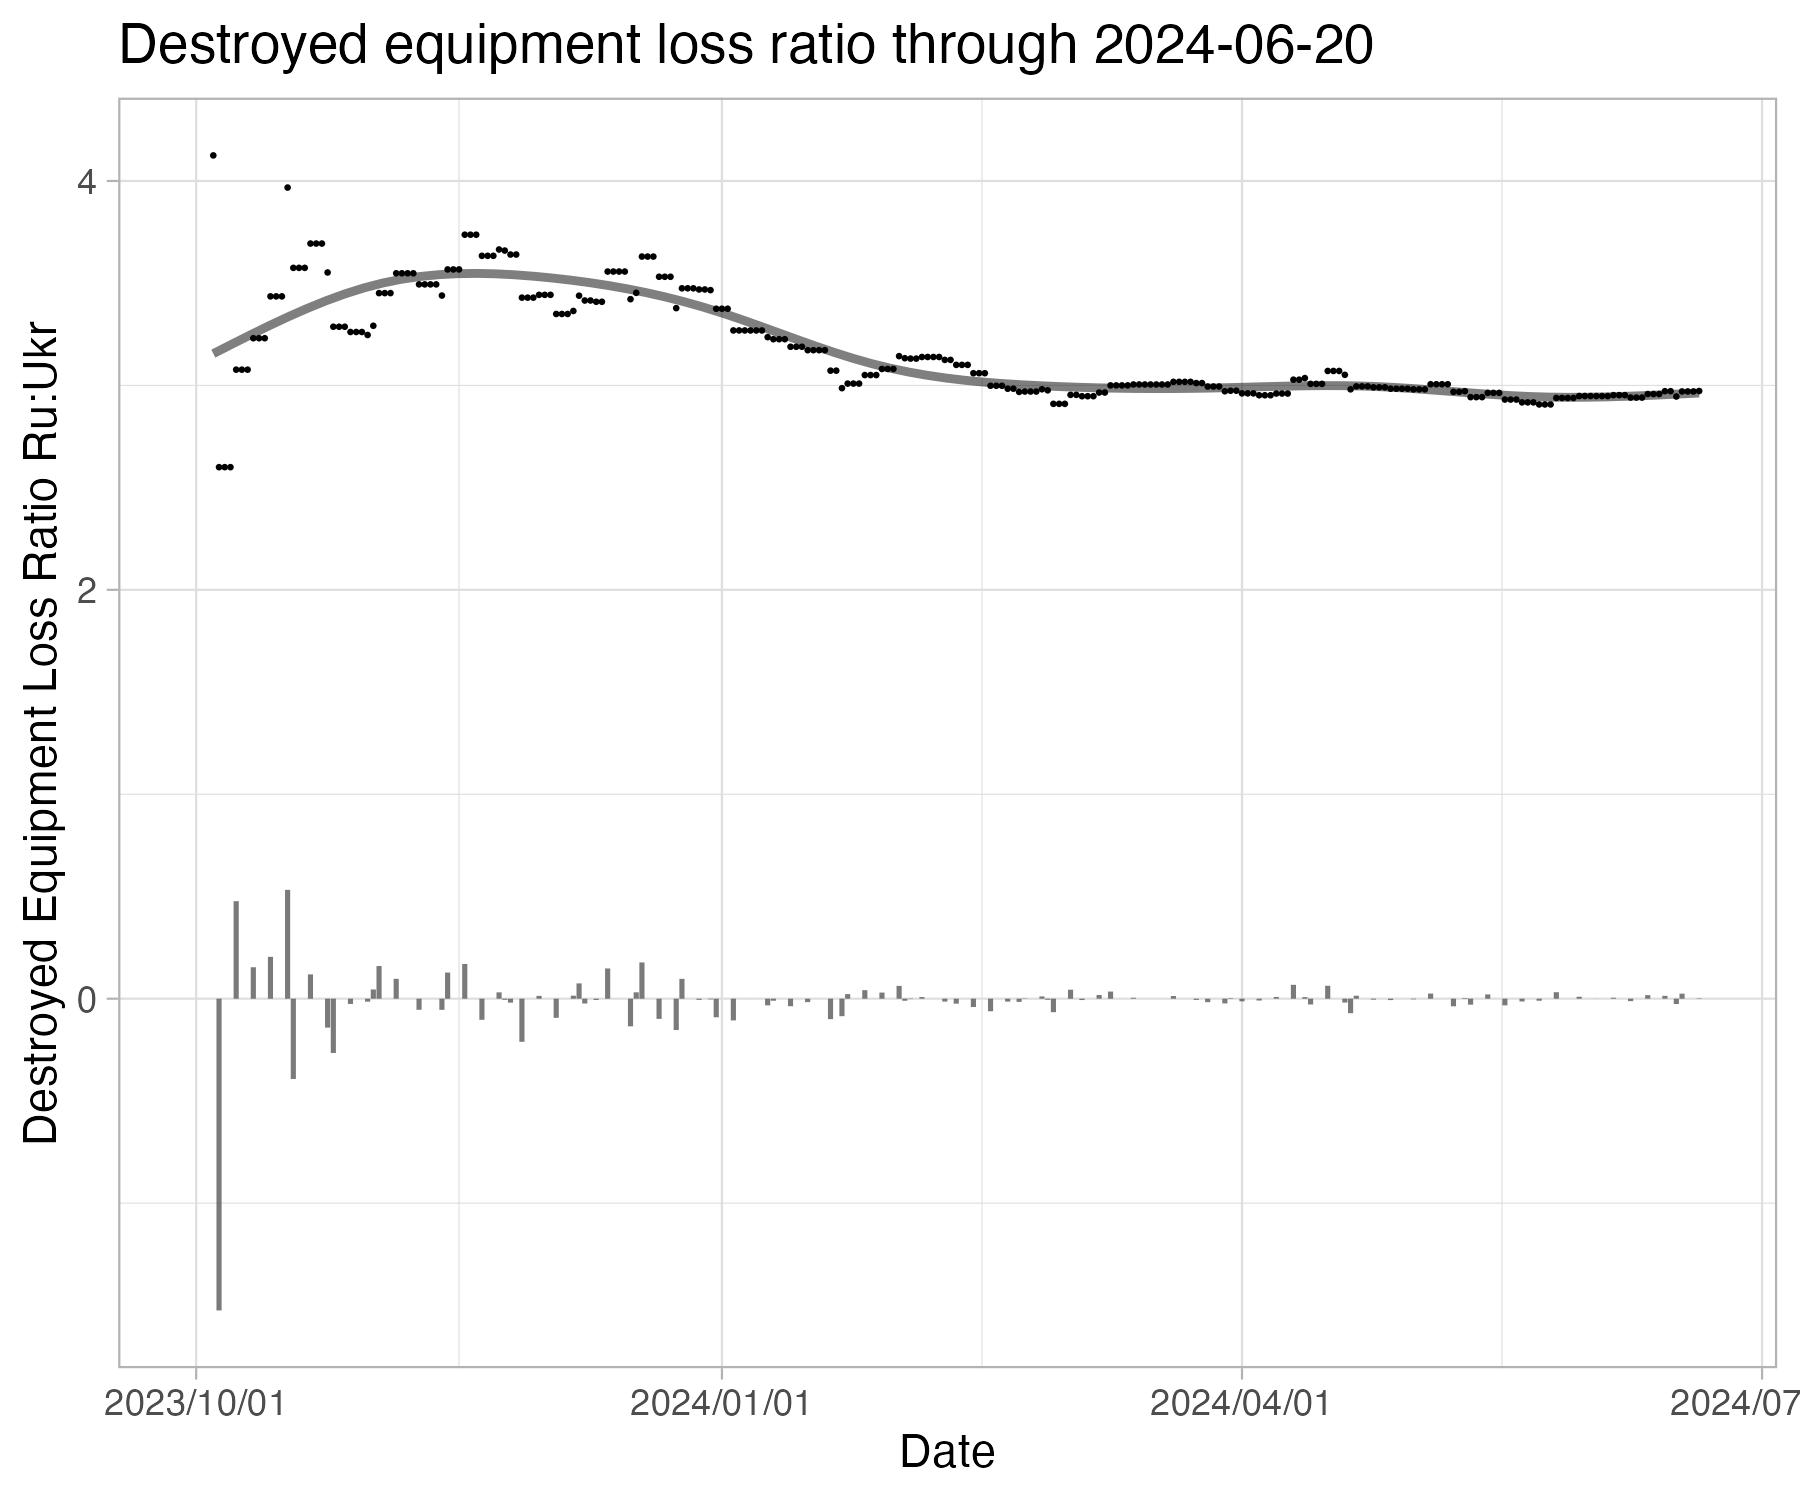 Destroyed equipment loss ratio through 2024-06-20
Destroyed Equipment Loss Ratio Ru:Ukr
4
2
0
2023/10/01
2024/01/01
2024/04/01
2024/07
Date